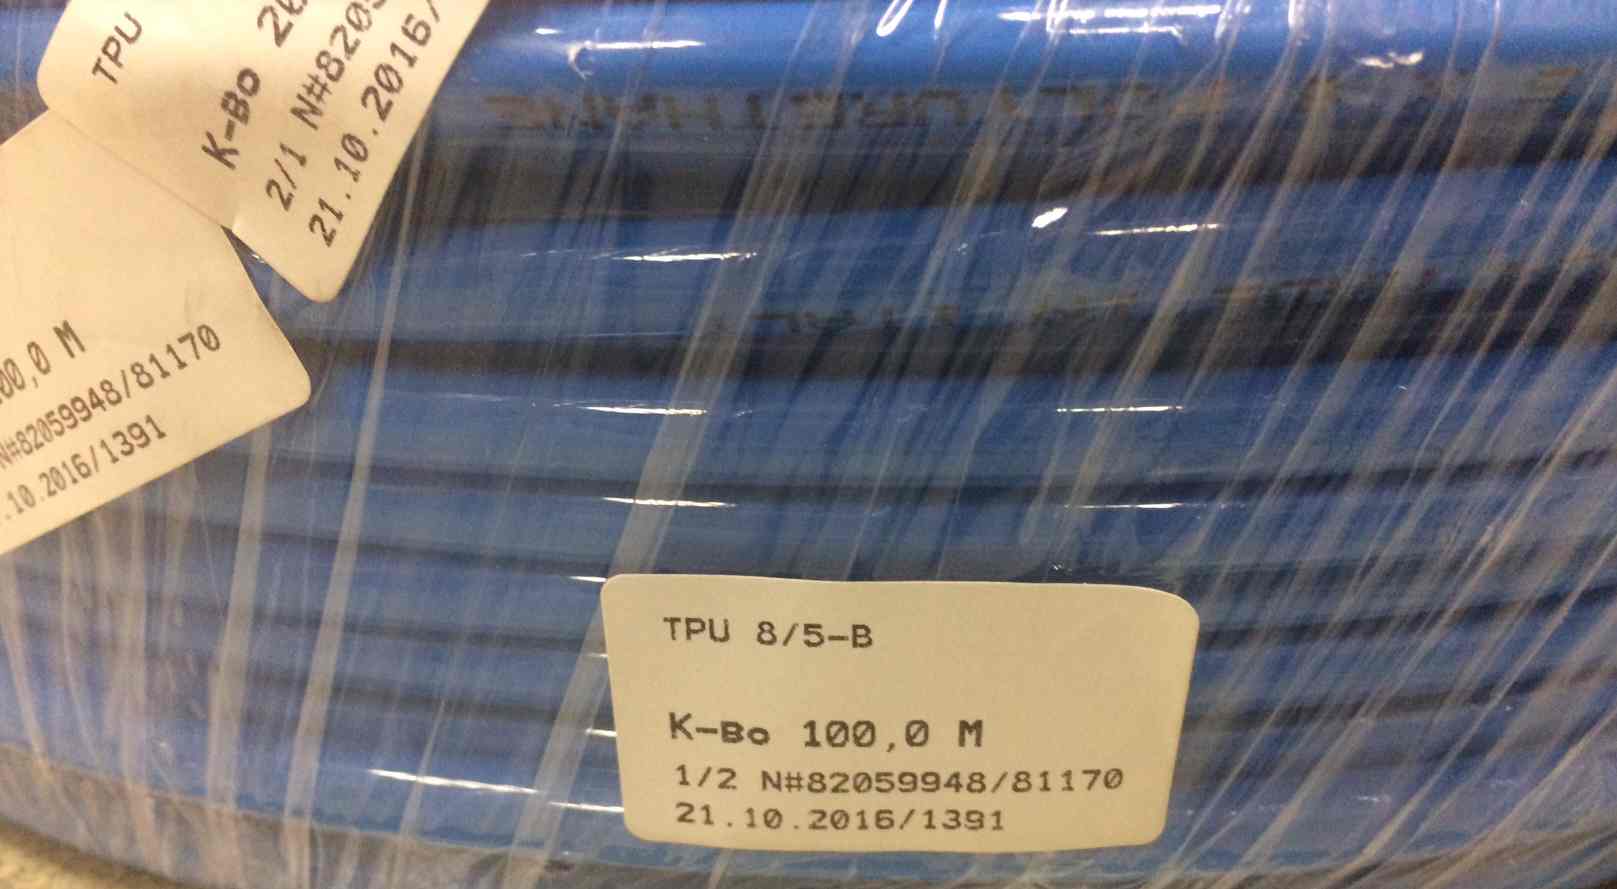 TPU
K-Bo
2/1 N#8205
21.10.2016/
00,0 M
N#82059948/81170
.10.2016/1391
TPU 8/5-B
K-Bo 100,0 M
1/2 N#82059948/81170
21.10.2016/1391